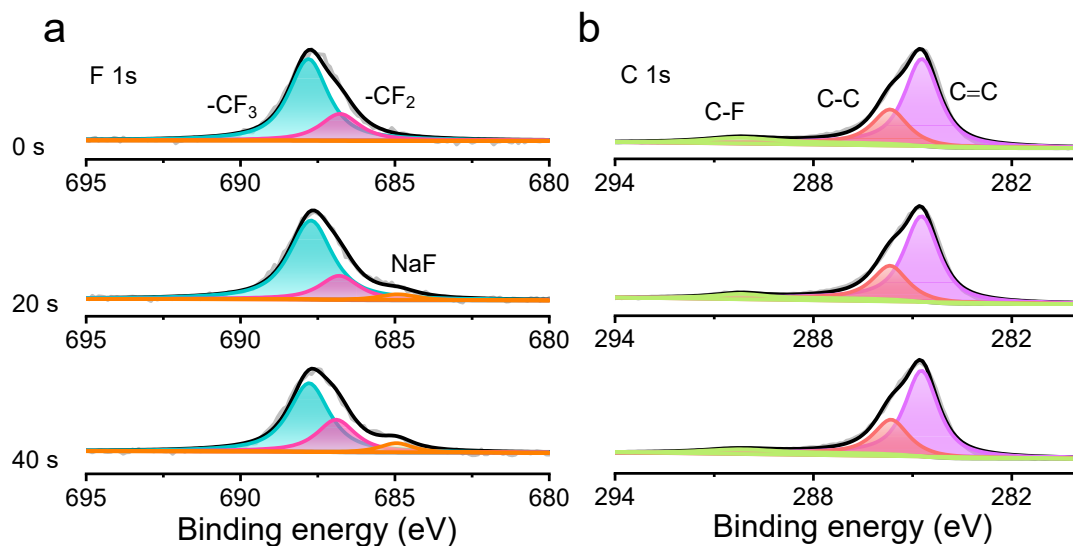 a
F 1s
-CF₃
-CF₂
0 s
695 690 685 680
NaF
20 s
695 690 685 680
40 s
695 690 685 680
Binding energy (eV)
b
C 1s
C-F
C-C
C=C
294 288 282
294 288 282
294 288 282
Binding energy (eV)